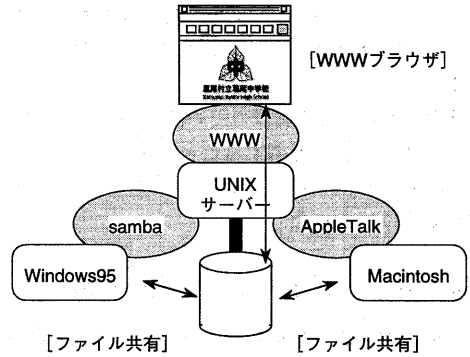 [WWWブラウザ]
WWW
UNIX
サーバー
samba
AppleTalk
Windows95
Macintosh
[ファイル共有]
[ファイル共有]